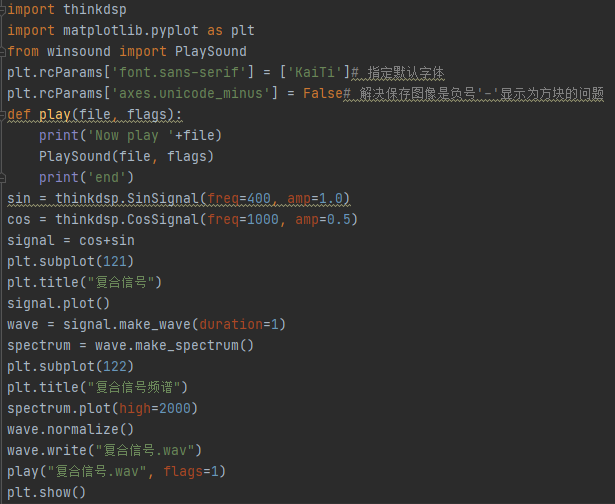 import thinkdsp
import matplotlib.pyplot as plt
from winsound import PlaySound
plt.rcParams['font.sans-serif'] = ['KaiTi']# 指定默认字体
plt.rcParams['axes.unicode_minus'] = False# 解决保存图像是负号'-'显示为方块的问题
def play(file, flags):
    print('Now play '+file)
    PlaySound(file, flags)
    print('end')
sin = thinkdsp.SinSignal(freq=400, amp=1.0)
cos = thinkdsp.CosSignal(freq=1000, amp=0.5)
signal = cos+sin
plt.subplot(121)
plt.title("复合信号")
signal.plot()
wave = signal.make_wave(duration=1)
spectrum = wave.make_spectrum()
plt.subplot(122)
plt.title("复合信号频谱")
spectrum.plot(high=2000)
wave.normalize()
wave.write("复合信号.wav")
play("复合信号.wav", flags=1)
plt.show()